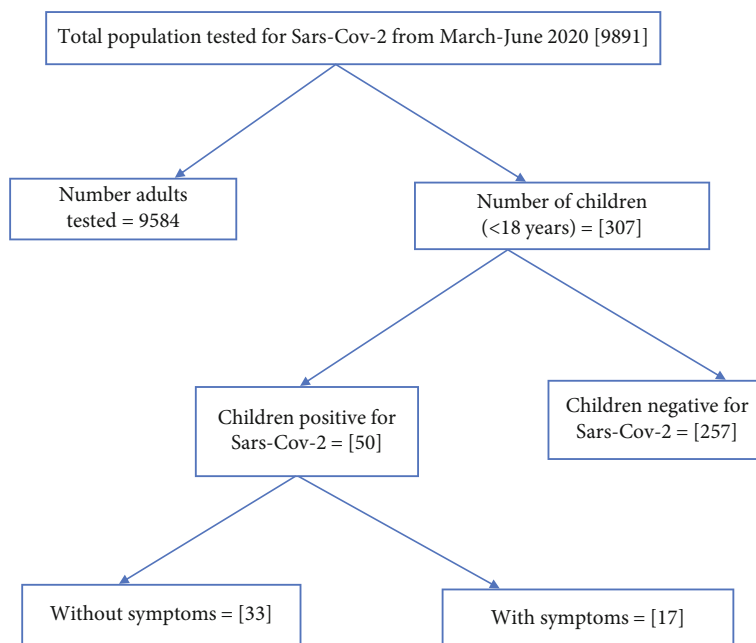 Total population tested for Sars-Cov-2 from March-June 2020 [9891]
Number adults
tested = 9584
Number of children
(<18 years) = [307]
Children positive for
Sars-Cov-2 = [50]
Children negative for
Sars-Cov-2 = [257]
Without symptoms = [33]
With symptoms = [17]